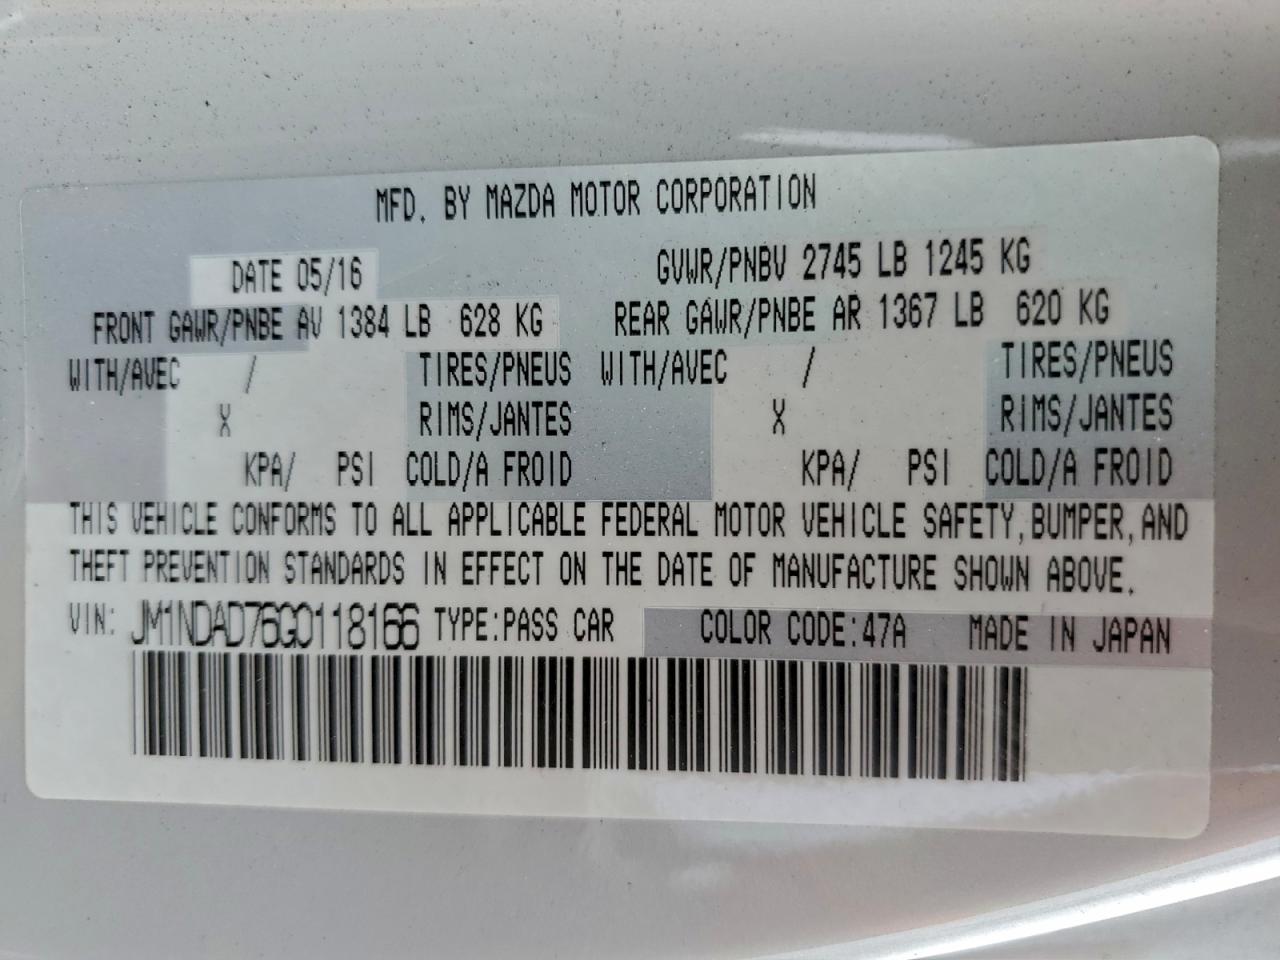 MFD. BY MAZDA MOTOR CORPORATION
DATE 05/16 GVWR/PNBV 2745 LB 1245 KG
FRONT GAWR/PNBE AV 1384 LB 628 KG REAR GAWR/PNBE AR 1367 LB 620 KG
WITH/AVEC / TIRES/PNEUS WITH/AVEC / TIRES/PNEUS
X RIMS/JANTES X RIMS/JANTES
KPA/ PSI COLD/A FROID KPA/ PSI COLD/A FROID
THIS VEHICLE CONFORMS TO ALL APPLICABLE FEDERAL MOTOR VEHICLE SAFETY, BUMPER, AND
THEFT PREVENTION STANDARDS IN EFFECT ON THE DATE OF MANUFACTURE SHOWN ABOVE.
VIN: JM1NDAD76G0118166 TYPE:PASS CAR COLOR CODE:47A MADE IN JAPAN